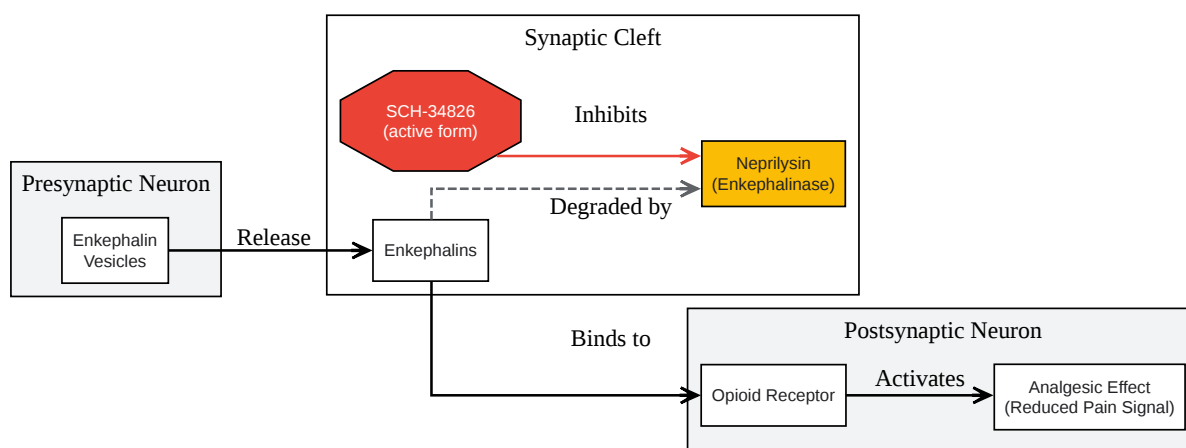 Synaptic Cleft
SCH-34826
(active form)
Inhibits
Neprilysin
(Enkephalinase)
Degraded by
Presynaptic Neuron
Enkephalin
Vesicles
Release
Enkephalins
Binds to
Postsynaptic Neuron
Opioid Receptor
Activates
Analgesic Effect
(Reduced Pain Signal)